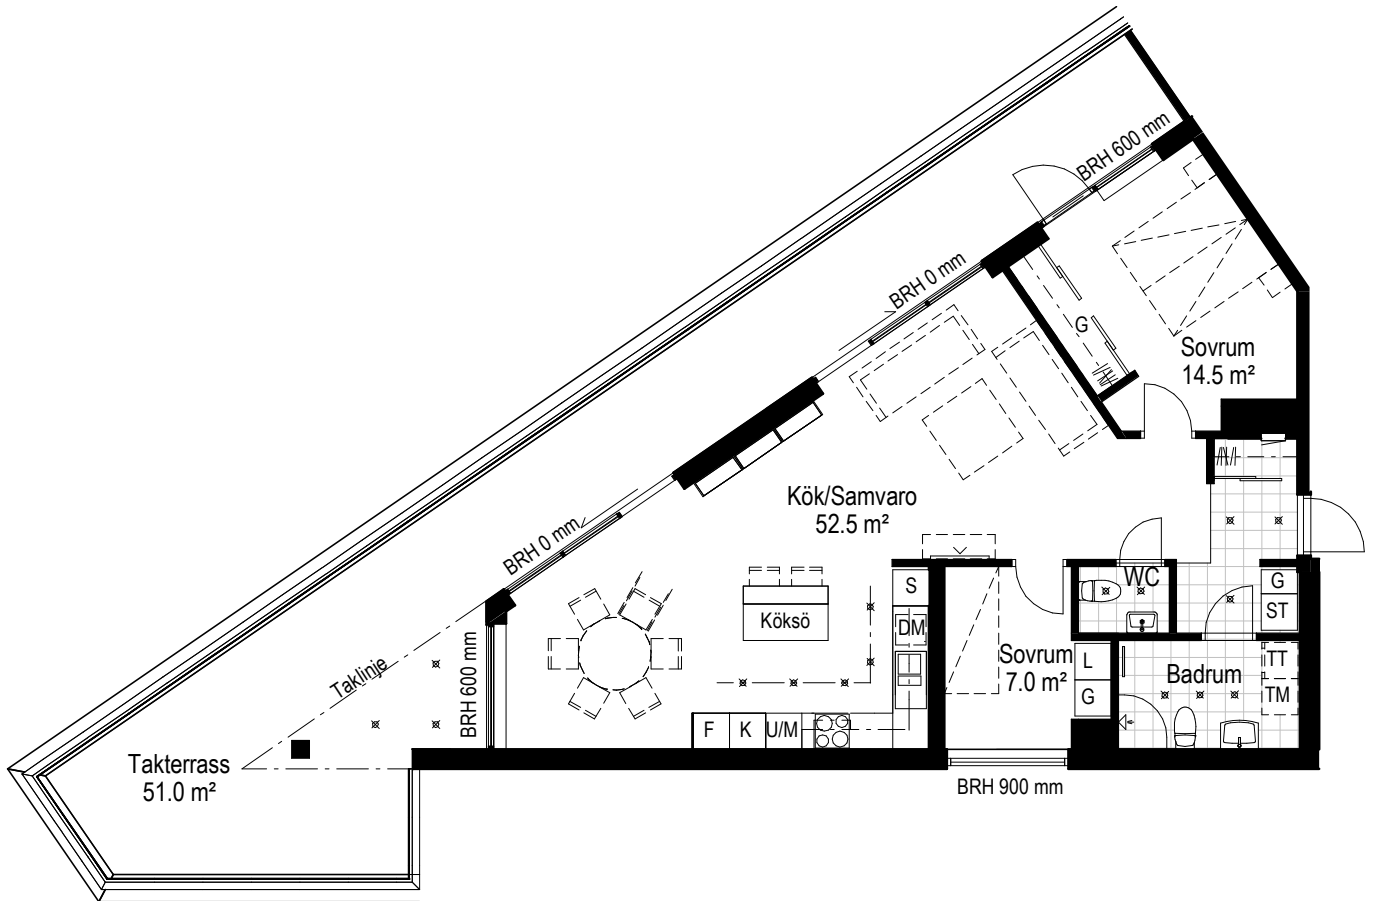 BRH 600 mm
BRH 0 mm
G
Sovrum
14.5 m²
Kök/Samvaro
52.5 m²
BRH 0 mm
WC
G
ST
S
DM
Köksö
Sovrum
7.0 m²
L
G
Badrum
TT
TM
Taklinje
BRH 600 mm
F
K
U/M
Takterrass
51.0 m²
BRH 900 mm